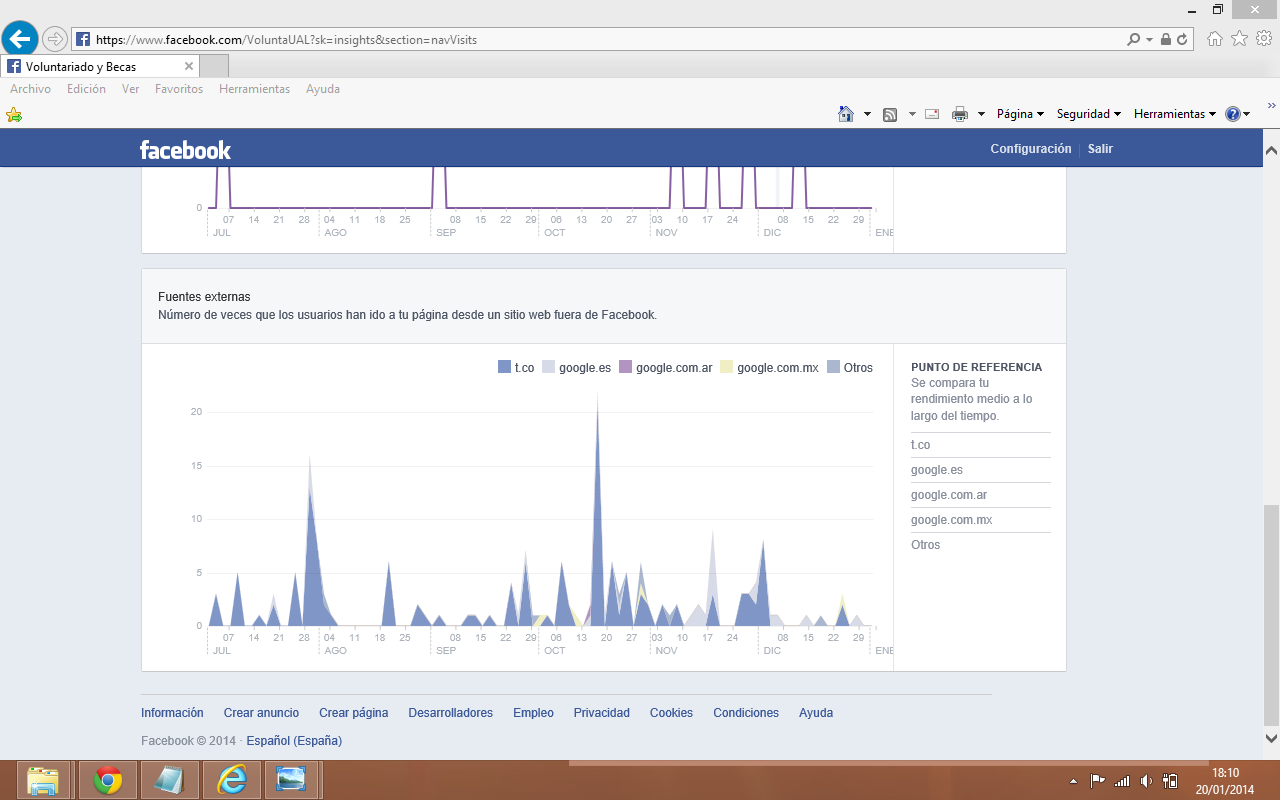 https://www.facebook.com/VoluntaUAL?sk=insights&section=navVisits
Voluntariado y Becas
Archivo Edición Ver Favoritos Herramientas Ayuda
Página Seguridad Herramientas
facebook Configuración Salir
0
07 14 21 28 04 11 18 25 08 15 22 29 06 13 20 27 03 10 17 24 08 15 22 29
JUL AGO SEP OCT NOV DIC ENE
Fuentes externas
Número de veces que los usuarios han ido a tu página desde un sitio web fuera de Facebook.
t.co google.es google.com.ar google.com.mx Otros
20
15
10
5
0
07 14 21 28 04 11 18 25 08 15 22 29 06 13 20 27 03 10 17 24 08 15 22 29
JUL AGO SEP OCT NOV DIC ENE
PUNTO DE REFERENCIA
Se compara tu
rendimiento medio a lo
largo del tiempo.
t.co
google.es
google.com.ar
google.com.mx
Otros
Información Crear anuncio Crear página Desarrolladores Empleo Privacidad Cookies Condiciones Ayuda
Facebook © 2014 · Español (España)
18:10
20/01/2014